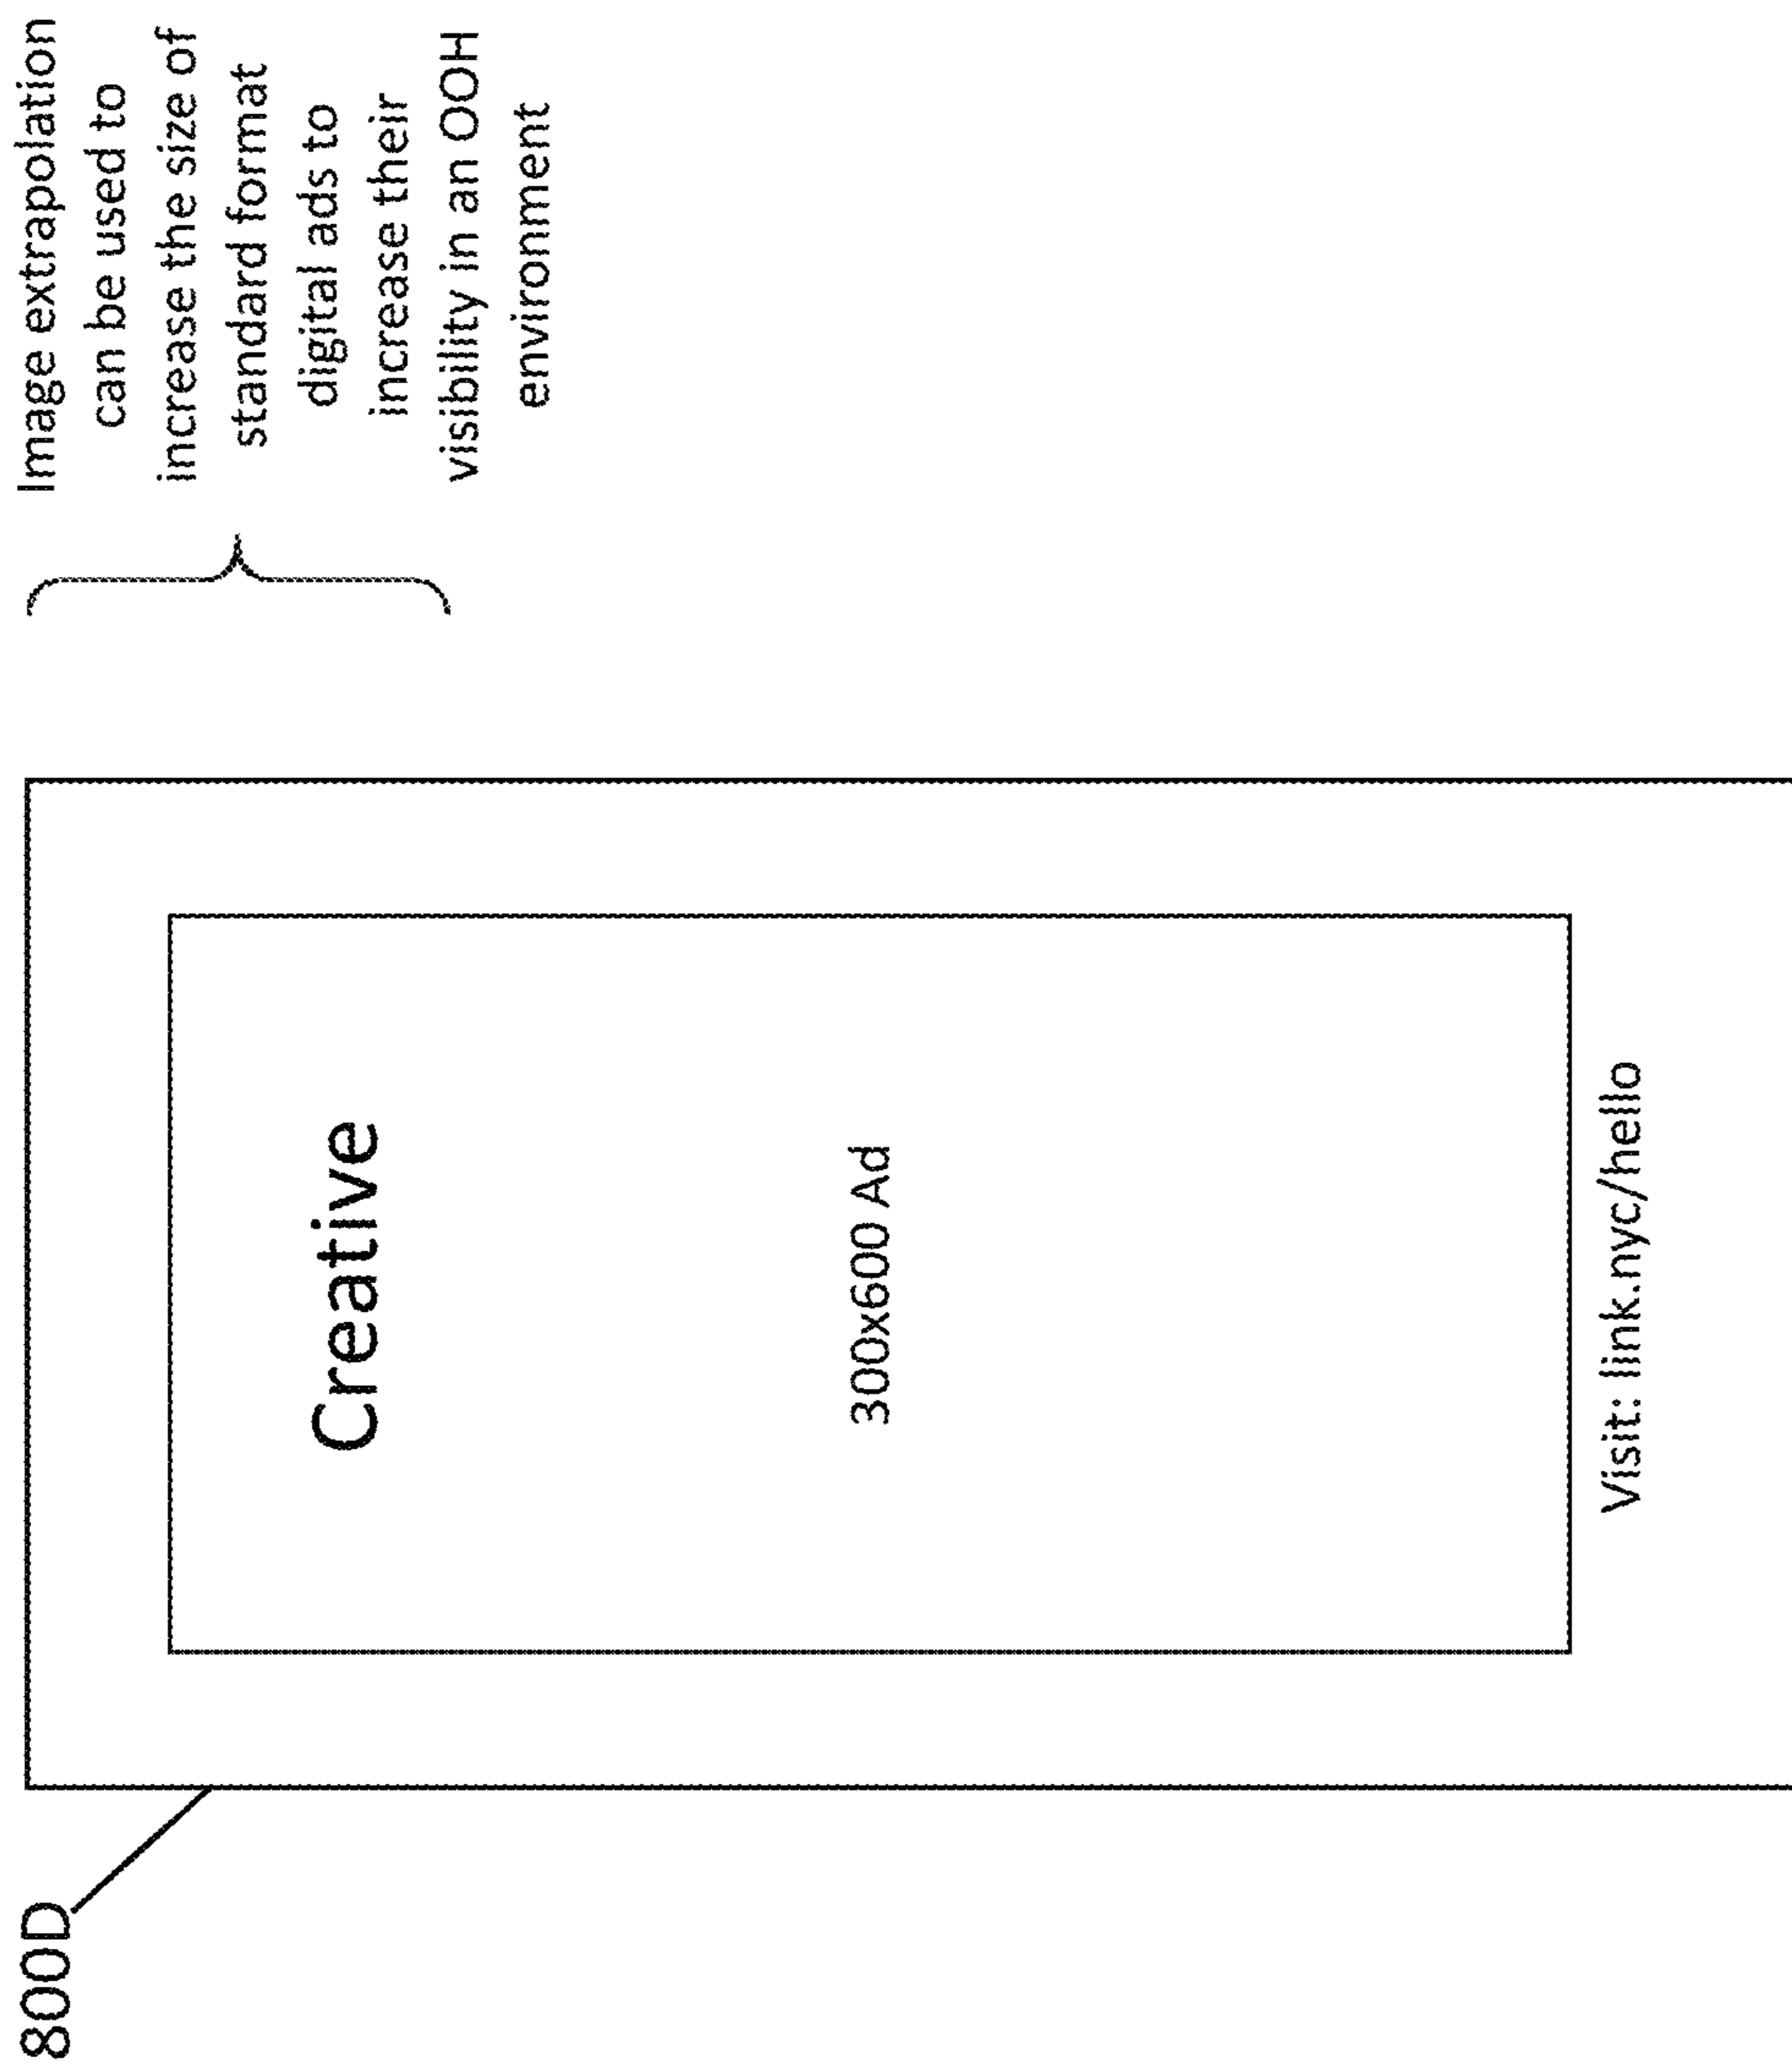 800D
Creative
300x600 Ad
Visit: link.nyc/hello
Image extrapolation
can be used to
increase the size of
standard format
digital ads to
increase their
visibility in an OOH
environment